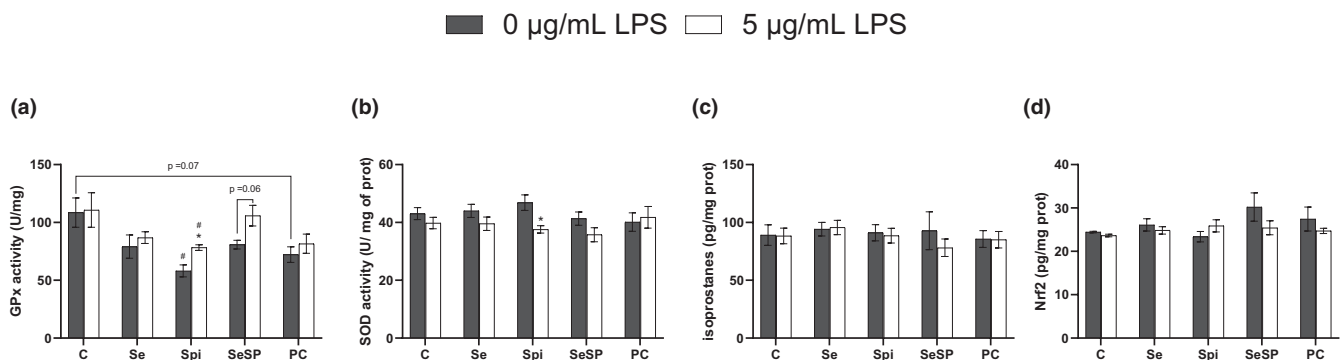 0 µg/mL LPS 5 µg/mL LPS
(a)
GPx activity (U/mg)
150
100
50
0
p =0.07
p =0.06
#
#
*
C Se Spi SeSP PC
(b)
SOD activity (U/ mg of prot)
60
40
20
0
*
C Se Spi SeSP PC
(c)
isoprostanes (pg/mg prot)
150
100
50
0
C Se Spi SeSP PC
(d)
Nrf2 (pg/mg prot)
40
30
20
10
0
C Se Spi SeSP PC